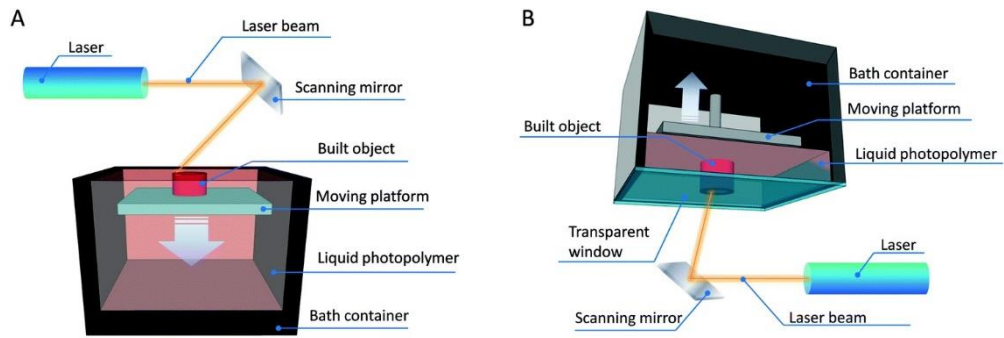 A
Laser beam
Laser
Scanning mirror
Built object
Moving platform
Liquid photopolymer
Bath container
B
Bath container
Moving platform
Built object
Liquid photopolymer
Transparent
window
Laser
Scanning mirror
Laser beam